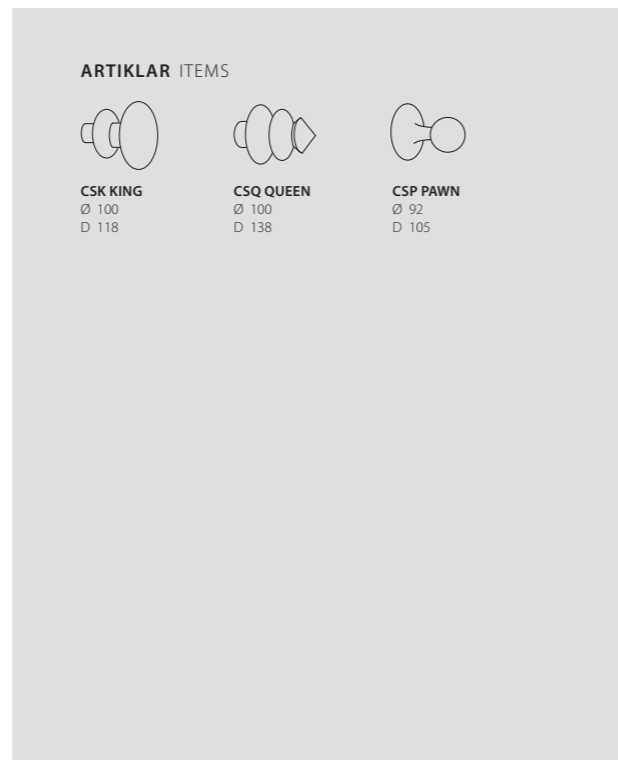 ARTIKLAR ITEMS
CSK KING
Ø 100
D 118
CSQ QUEEN
Ø 100
D 138
CSP PAWN
Ø 92
D 105